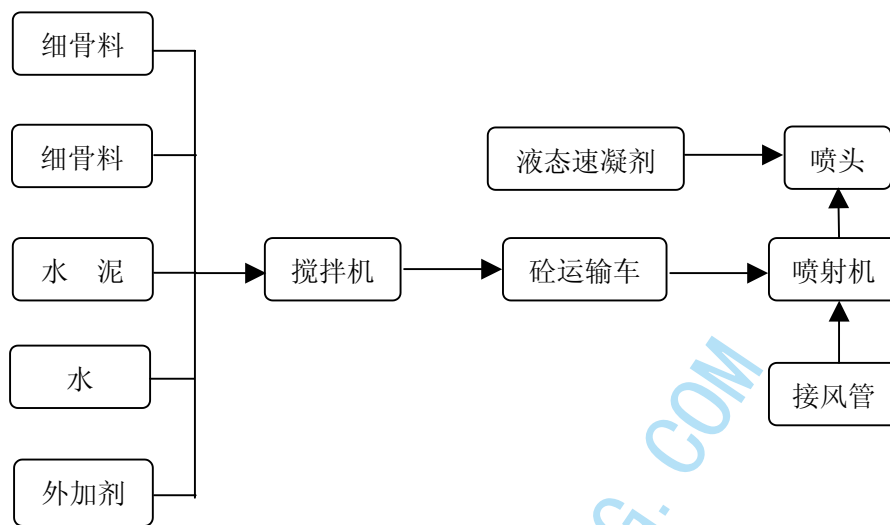 细骨料
细骨料
液态速凝剂
喷头
水 泥
搅拌机
砼运输车
喷射机
水
接风管
外加剂
G.COM